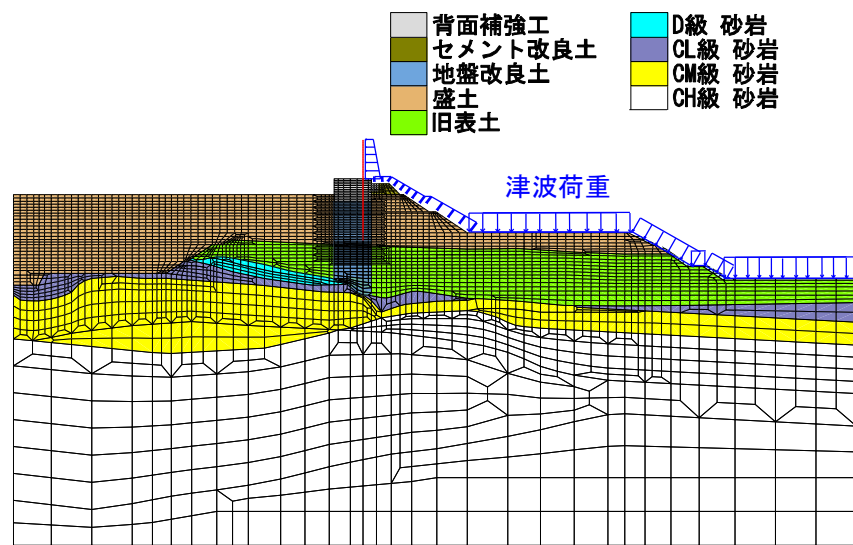 背面補強工
セメント改良土
地盤改良土
盛土
旧表土
D級 砂岩
CL級 砂岩
CM級 砂岩
CH級 砂岩
津波荷重